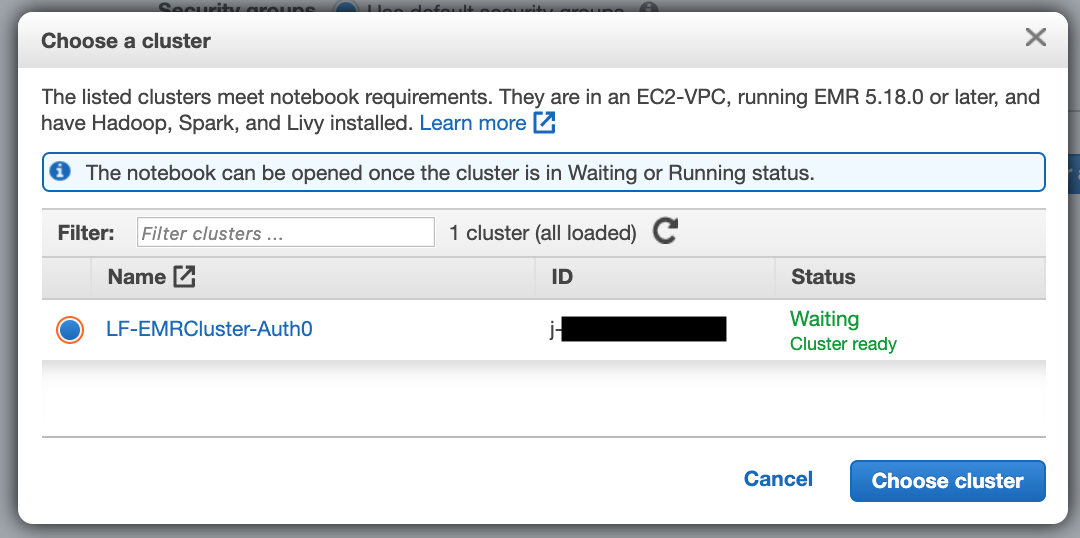 Security groups Use default security groups
Choose a cluster
The listed clusters meet notebook requirements. They are in an EC2-VPC, running EMR 5.18.0 or later, and
have Hadoop, Spark, and Livy installed. Learn more
The notebook can be opened once the cluster is in Waiting or Running status.
Filter: Filter clusters ... 1 cluster (all loaded)
Name ID Status
LF-EMRCluster-Auth0 j- Waiting
Cluster ready
Cancel Choose cluster